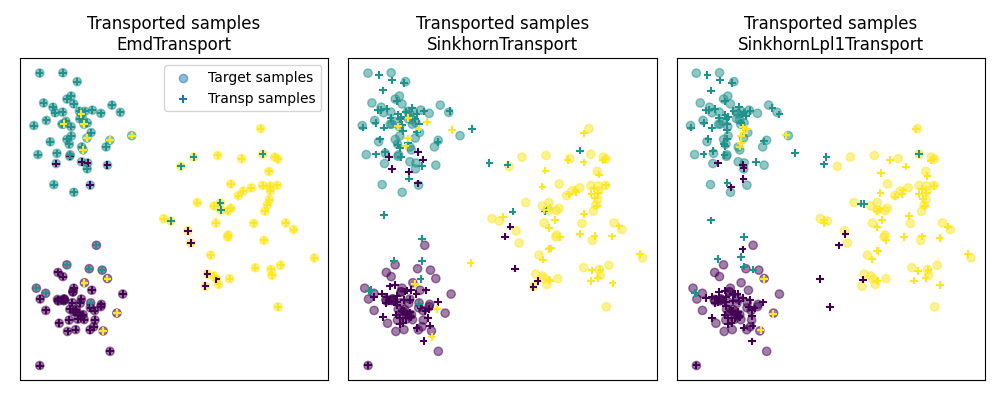 Transported samples
EmdTransport
Target samples
Transp samples
Transported samples
SinkhornTransport
Transported samples
SinkhornLpl1Transport